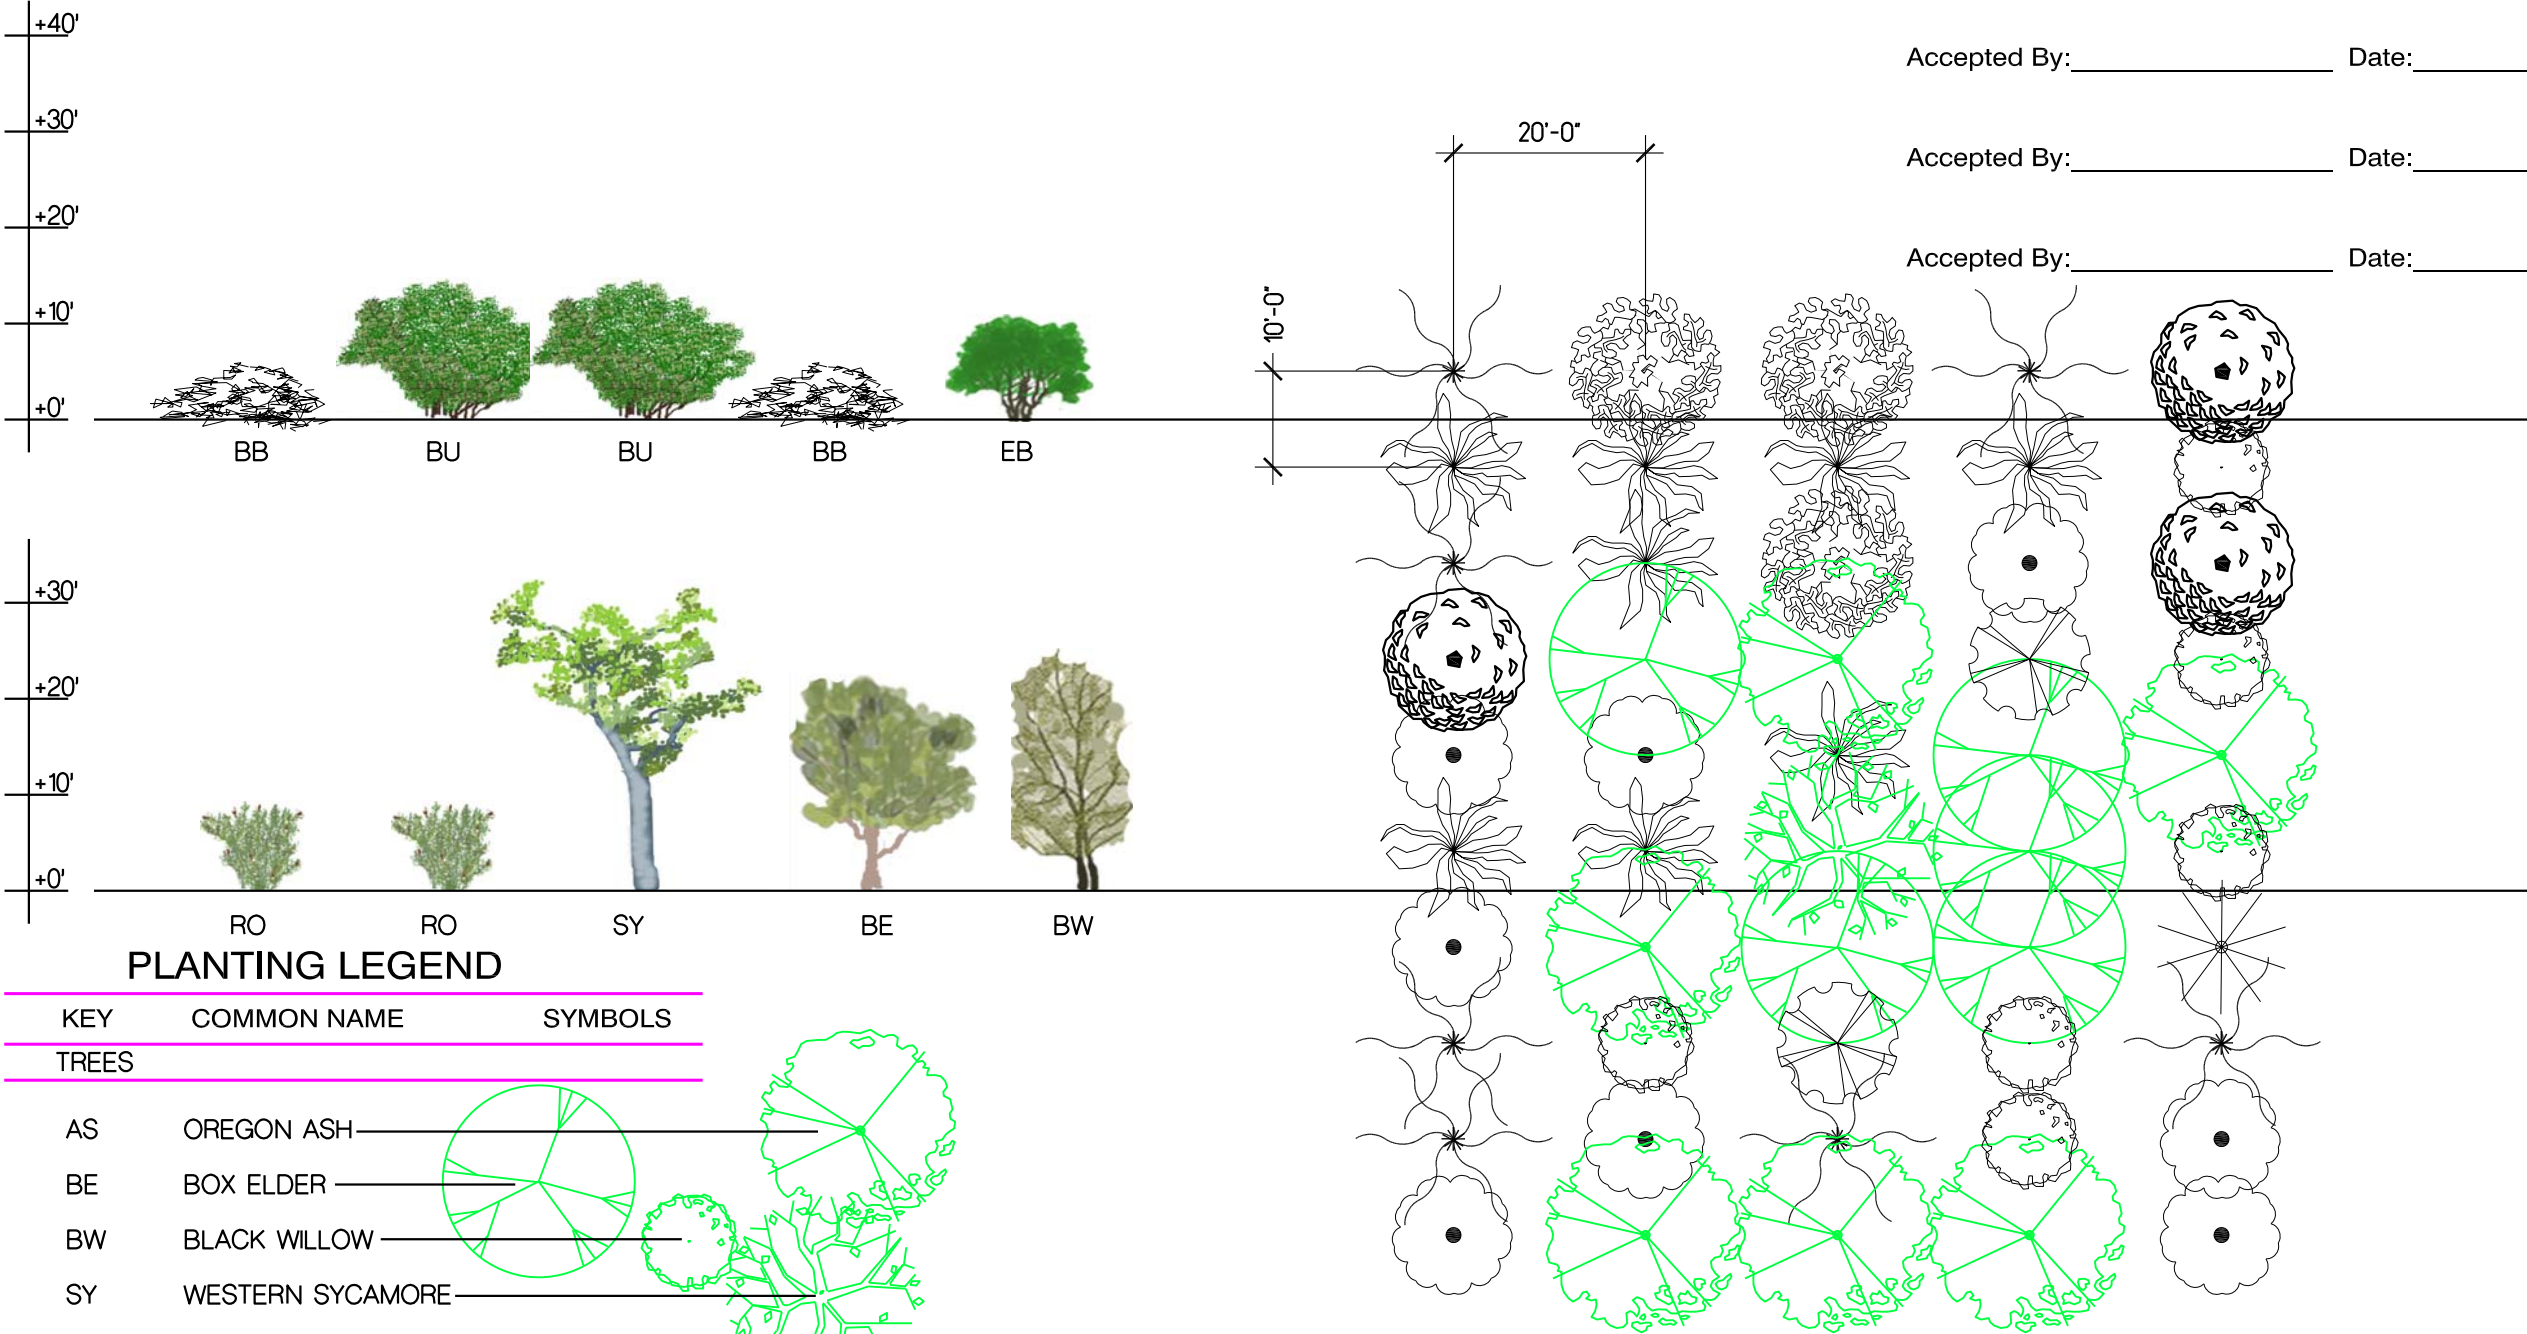 +40'
Accepted By: Date:
+30'
20'-0"
Accepted By: Date:
+20'
Accepted By: Date:
+10'
10'-0"
+0'
BB BU BU BB EB
+30'
+20'
+10'
+0'
RO RO SY BE BW
PLANTING LEGEND
KEY COMMON NAME SYMBOLS
TREES
AS OREGON ASH
BE BOX ELDER
BW BLACK WILLOW
SY WESTERN SYCAMORE